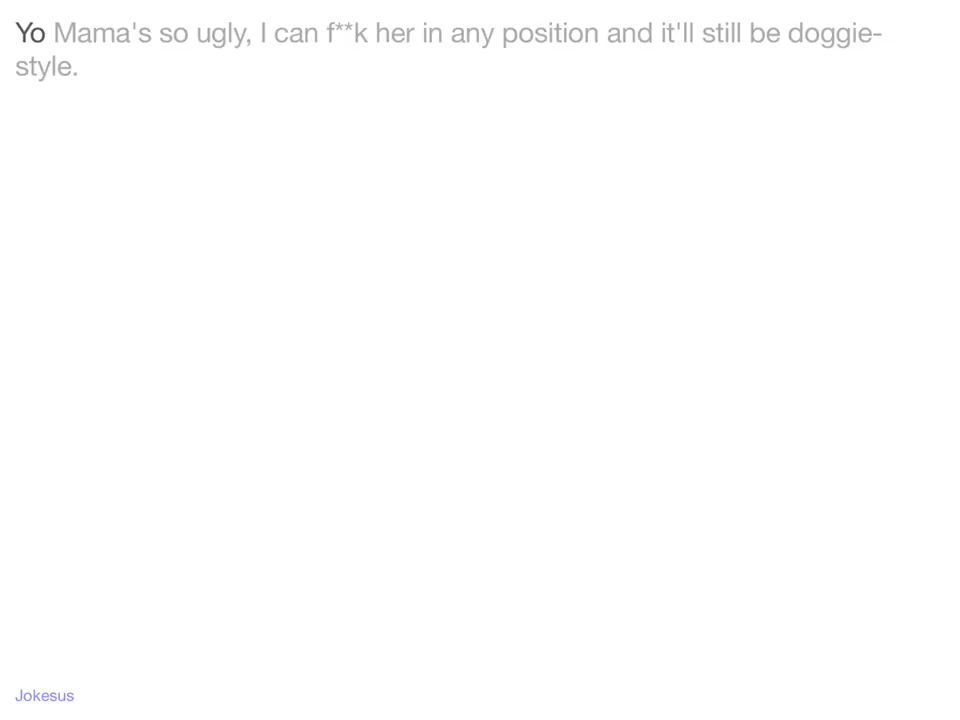 Yo Mama's so ugly, I can f**k her in any position and it'll still be doggie-
style.
Jokesus